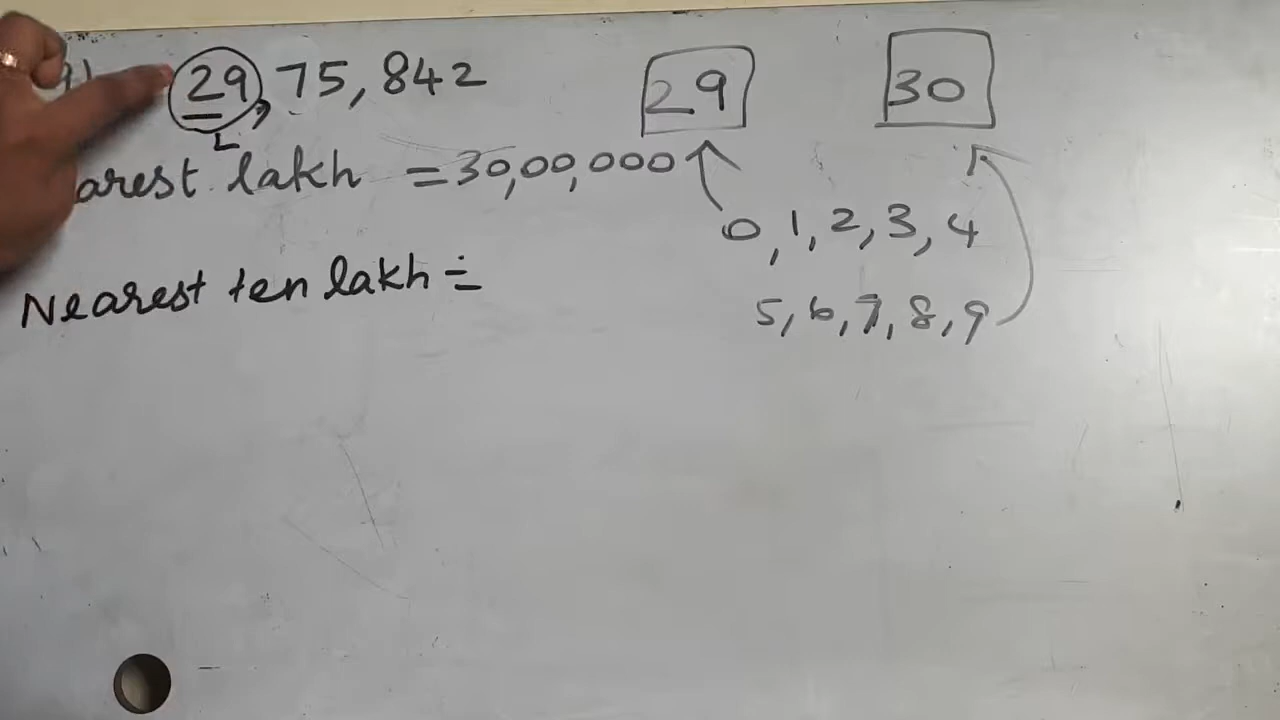 29,75,842
L
29
30
arest lakh = 30,00,000
0,1,2,3,4
Nearest ten lakh =
5,6,7,8,9